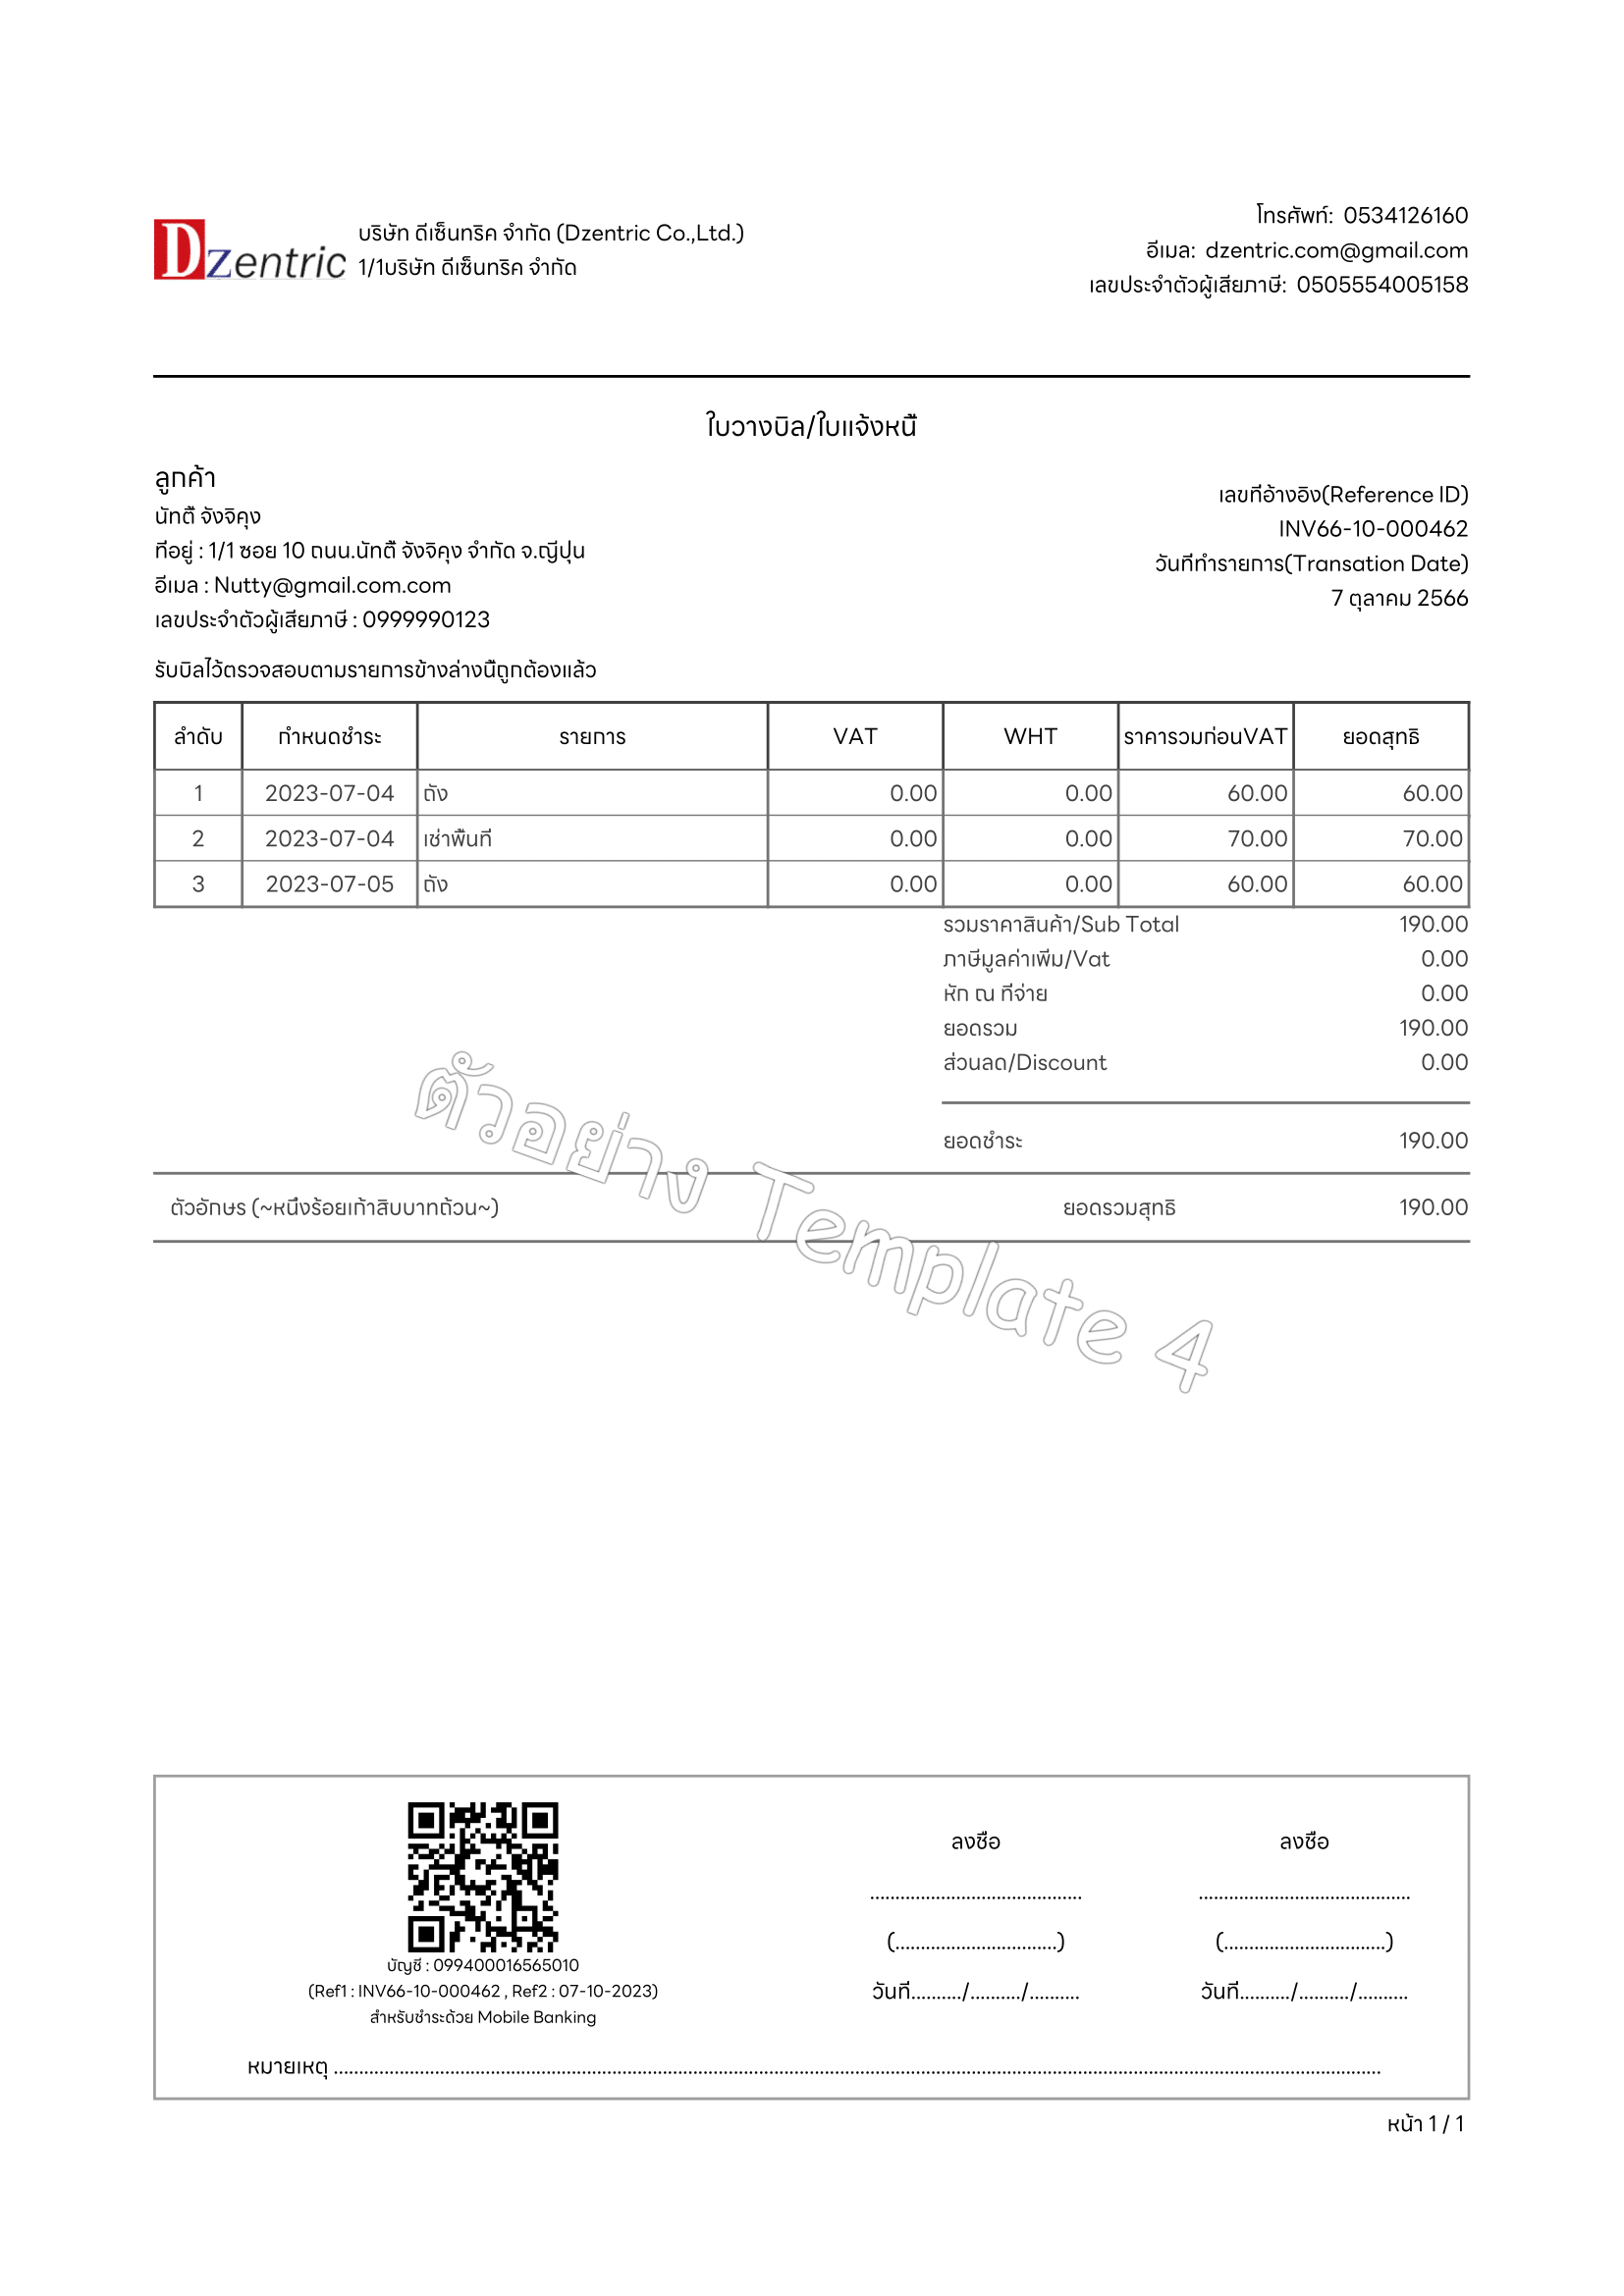 Dzentric
บริษัท ดีเซ็นทริค จำกัด (Dzentric Co.,Ltd.)
1/1บริษัท ดีเซ็นทริค จำกัด
โทรศัพท์: 0534126160
อีเมล: dzentric.com@gmail.com
เลขประจำตัวผู้เสียภาษี: 0505554005158
ใบวางบิล/ใบแจ้งหนี้
ลูกค้า
นัทตี้ จังจิคุง
ที่อยู่ : 1/1 ซอย 10 ถนน.นัทตี้ จังจิคุง จำกัด จ.ญี่ปุ่น
อีเมล : Nutty@gmail.com.com
เลขประจำตัวผู้เสียภาษี : 0999990123
เลขที่อ้างอิง(Reference ID)
INV66-10-000462
วันที่ทำรายการ(Transation Date)
7 ตุลาคม 2566
รับบิลไว้ตรวจสอบตามรายการข้างล่างนี้ถูกต้องแล้ว
ลำดับ กำหนดชำระ รายการ VAT WHT ราคารวมก่อนVAT ยอดสุทธิ
1 2023-07-04 ถัง 0.00 0.00 60.00 60.00
2 2023-07-04 เช่าพื้นที่ 0.00 0.00 70.00 70.00
3 2023-07-05 ถัง 0.00 0.00 60.00 60.00
รวมราคาสินค้า/Sub Total 190.00
ภาษีมูลค่าเพิ่ม/Vat 0.00
หัก ณ ที่จ่าย 0.00
ยอดรวม 190.00
ส่วนลด/Discount 0.00
ยอดชำระ 190.00
ตัวอักษร (~หนึ่งร้อยเก้าสิบบาทถ้วน~) ยอดรวมสุทธิ 190.00
ตัวอย่าง Template 4
บัญชี : 099400016565010
(Ref1 : INV66-10-000462 , Ref2 : 07-10-2023)
สำหรับชำระด้วย Mobile Banking
ลงชื่อ ลงชื่อ
.......................................... ..........................................
(................................) (................................)
วันที่........../........../.......... วันที่........../........../..........
หมายเหตุ ................................................................................................................................................................................................................
หน้า 1 / 1